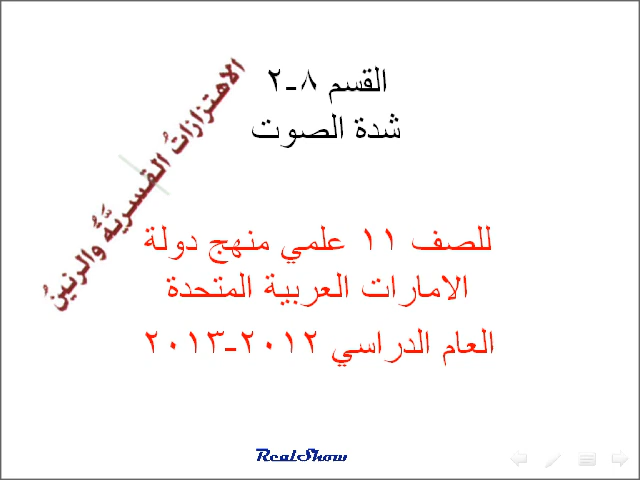 القسم ٨-٢
شدة الصوت
الاهتزازاتُ القسريَّةُ والرنينُ
للصف ١١ علمي منهج دولة
الامارات العربية المتحدة
العام الدراسي ٢٠١٢-٢٠١٣
RealShow